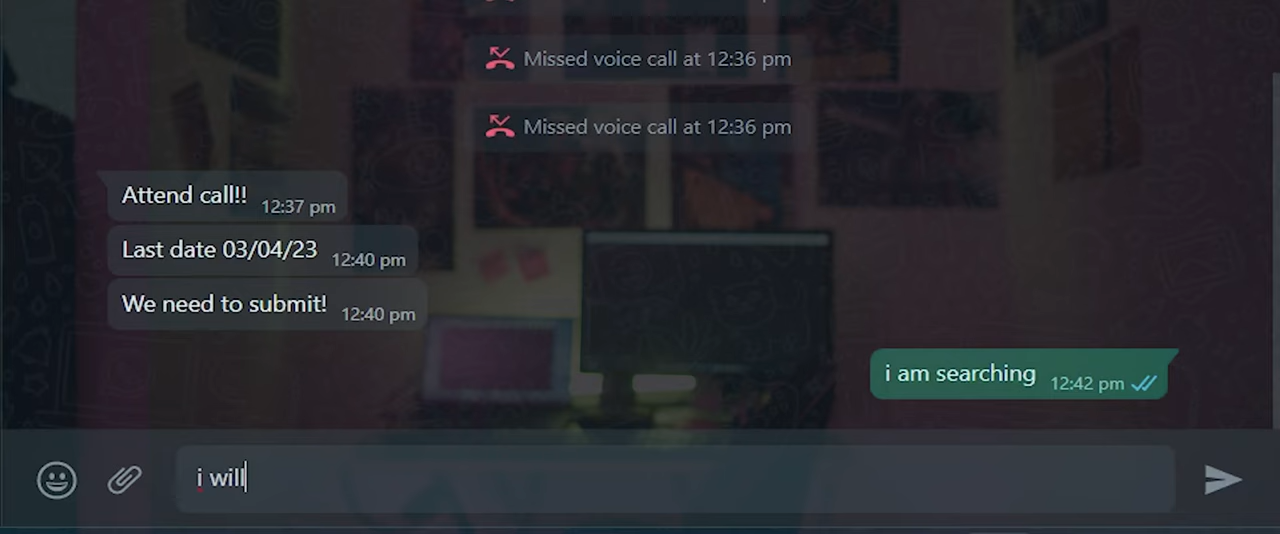 Missed voice call at 12:36 pm
Missed voice call at 12:36 pm
Attend call!! 12:37 pm
Last date 03/04/23 12:40 pm
We need to submit! 12:40 pm
i am searching 12:42 pm
i will